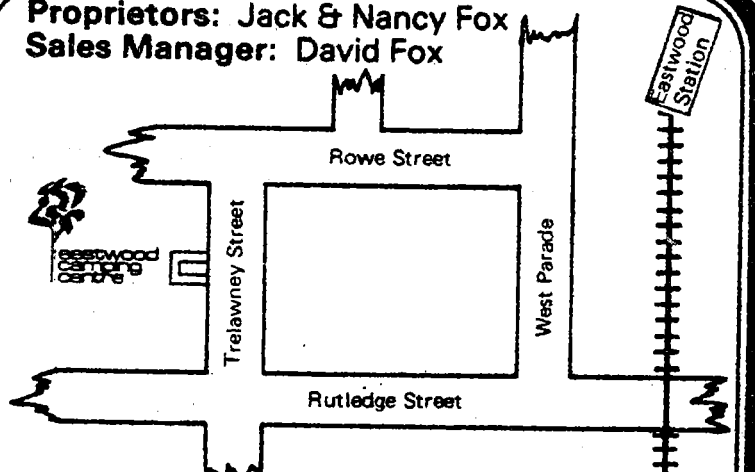 Proprietors: Jack & Nancy Fox
Sales Manager: David Fox
Eastwood
Station
Rowe Street
Trelawney Street
West Parade
eastwood
camping
centre
Rutledge Street